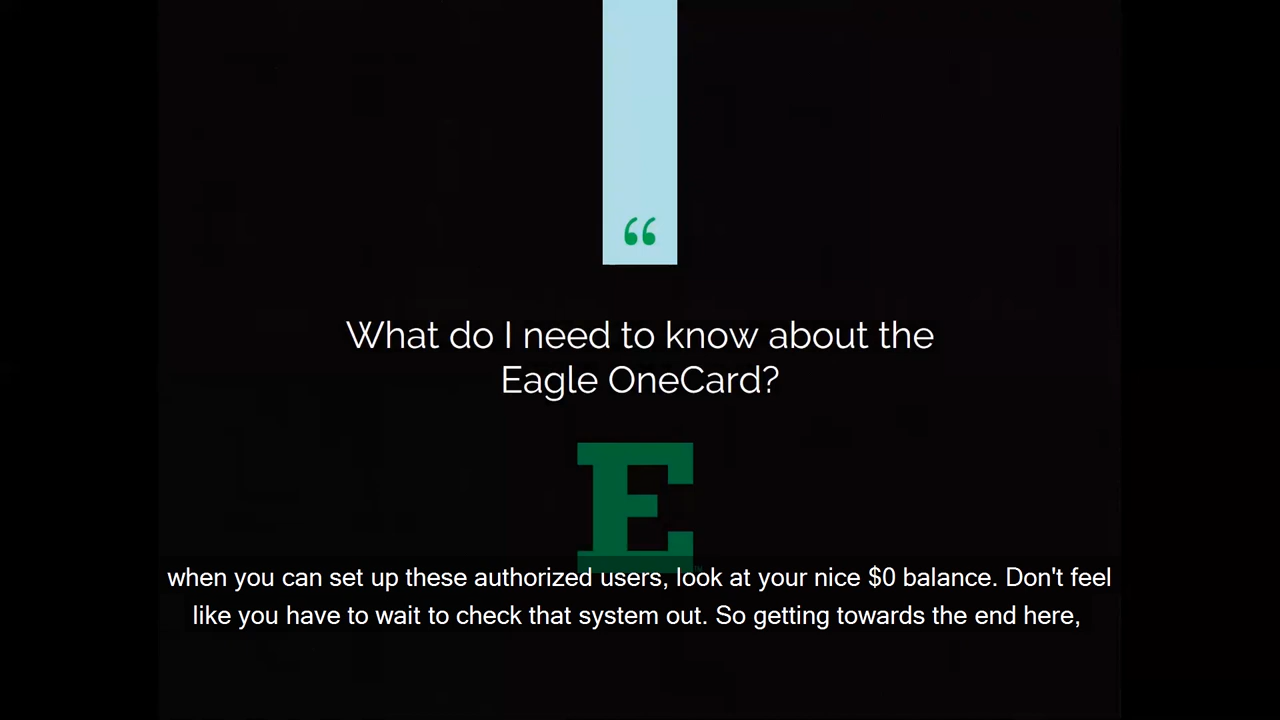 “
What do I need to know about the
Eagle OneCard?
E
when you can set up these authorized users, look at your nice $0 balance. Don't feel
like you have to wait to check that system out. So getting towards the end here,